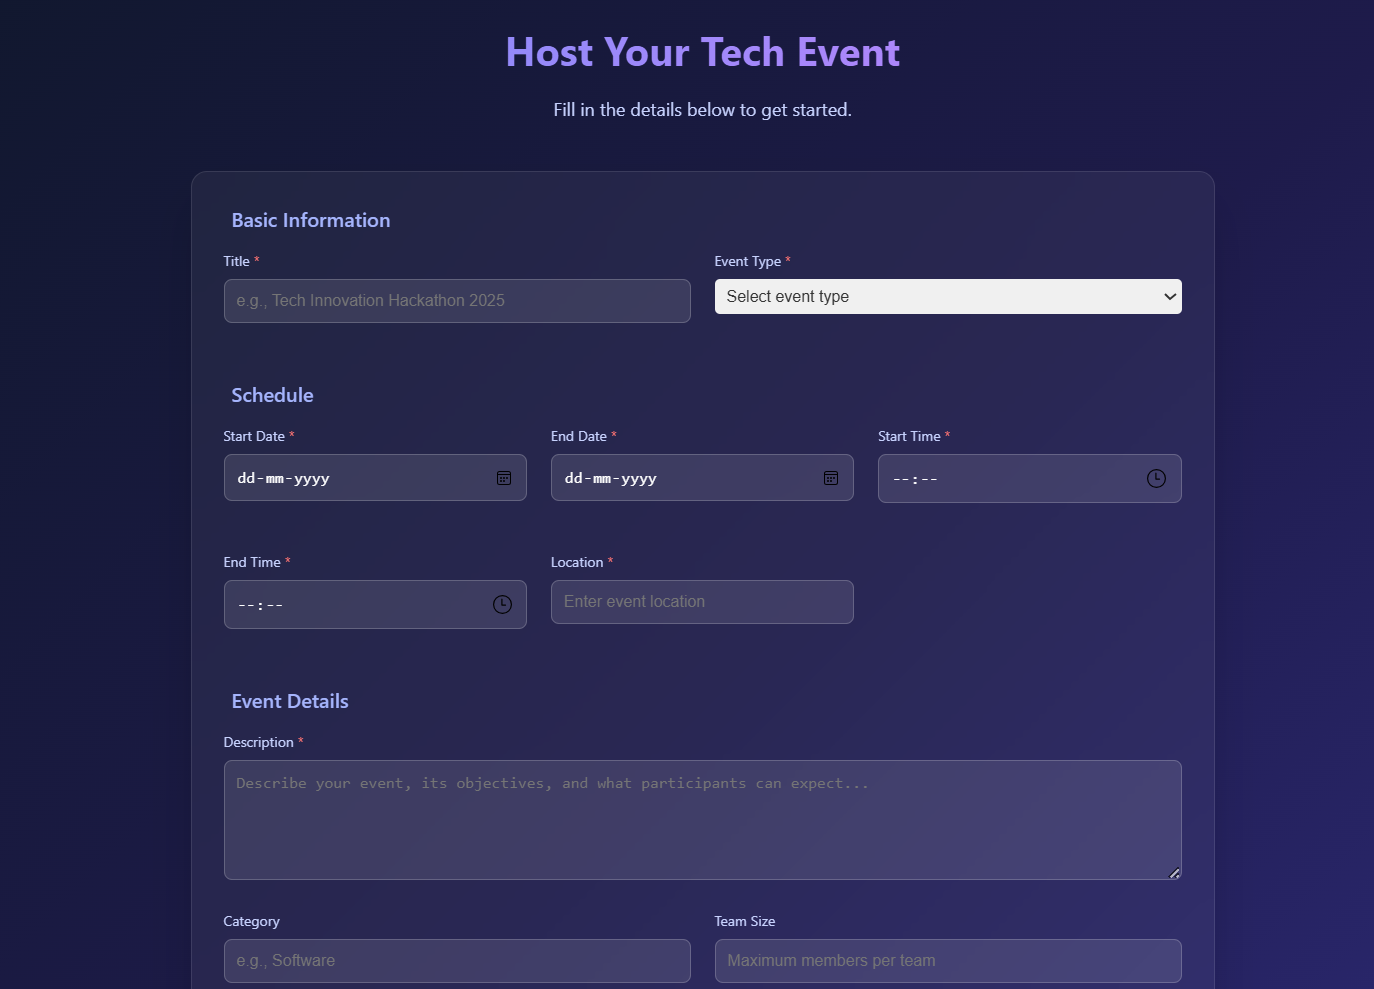 Host Your Tech Event
Fill in the details below to get started.
Basic Information
Title *
Event Type *
e.g., Tech Innovation Hackathon 2025
Select event type
Schedule
Start Date *
End Date *
Start Time *
dd-mm-yyyy
dd-mm-yyyy
--:--
End Time *
Location *
--:--
Enter event location
Event Details
Description *
Describe your event, its objectives, and what participants can expect...
Category
Team Size
e.g., Software
Maximum members per team